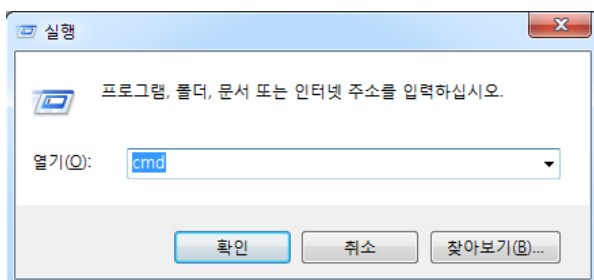 실행
프로그램, 폴더, 문서 또는 인터넷 주소를 입력하십시오.
열기(O): cmd
확인 취소 찾아보기(B)...